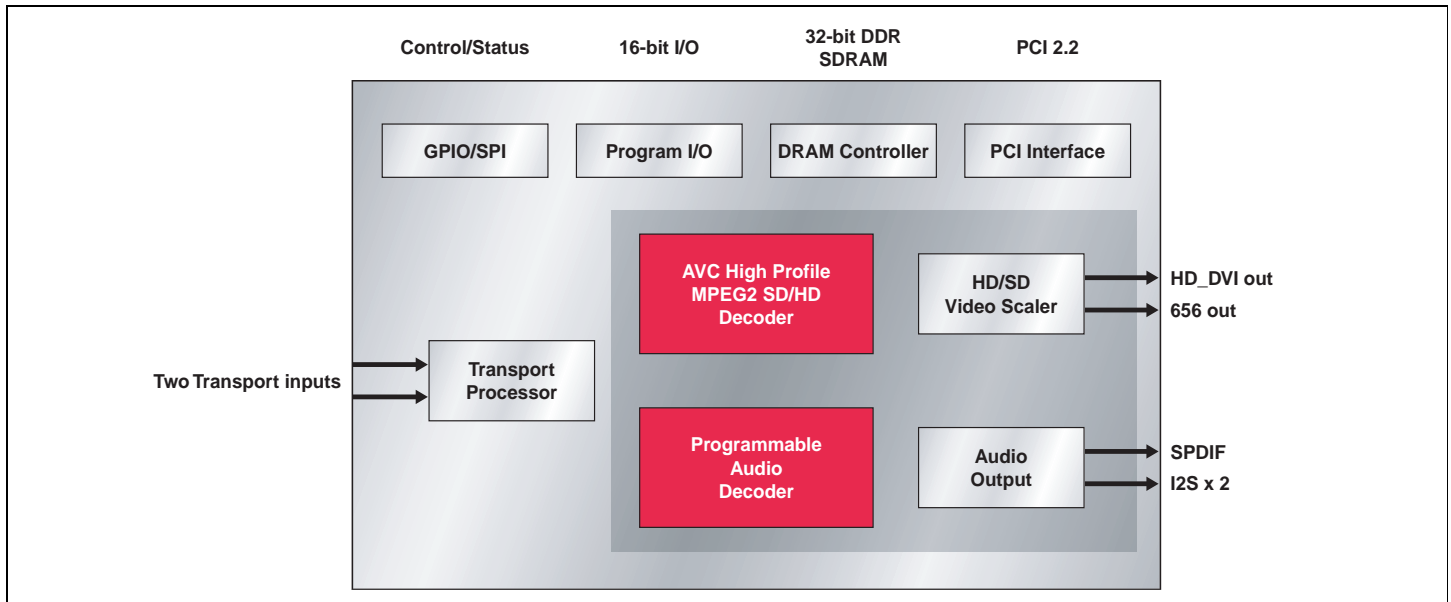 Control/Status
16-bit I/O
32-bit DDR
SDRAM
PCI 2.2
GPIO/SPI
Program I/O
DRAM Controller
PCI Interface
AVC High Profile
MPEG2 SD/HD
Decoder
HD/SD
Video Scaler
HD_DVI out
656 out
Two Transport inputs
Transport
Processor
Programmable
Audio
Decoder
Audio
Output
SPDIF
I2S x 2